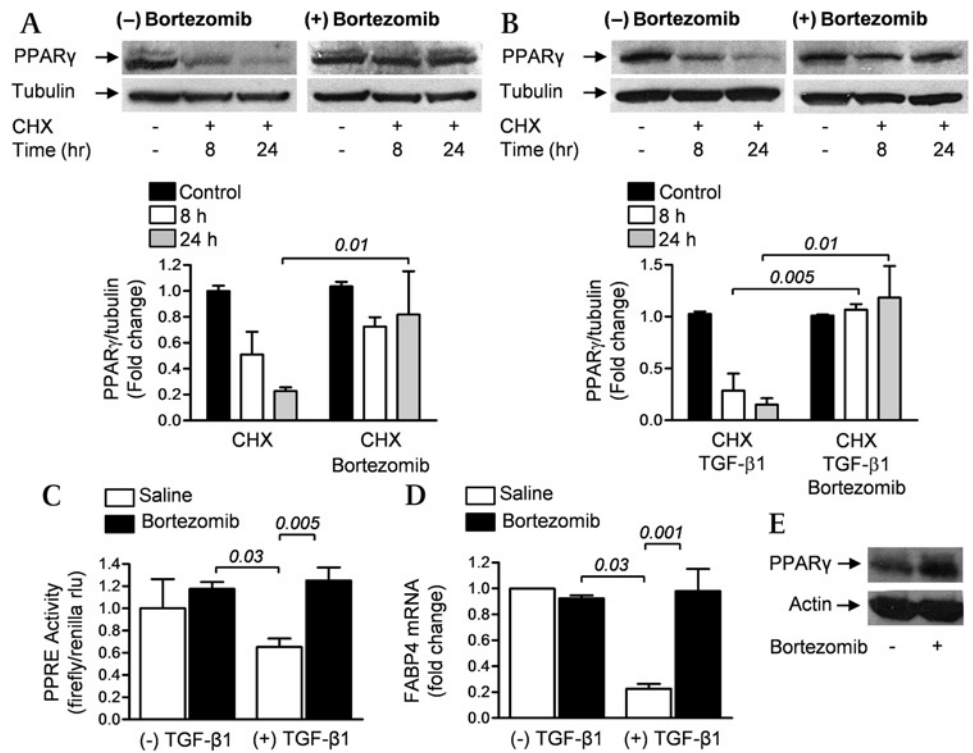 A
(–) Bortezomib
(+) Bortezomib
PPARγ
Tubulin
CHX - + + - + +
Time (hr) - 8 24 - 8 24
Control
8 h
24 h
0.01
PPARγ/tubulin
(Fold change)
1.2
1.0
0.8
0.6
0.4
0.2
0.0
CHX
CHX
Bortezomib
B
(–) Bortezomib
(+) Bortezomib
PPARγ
Tubulin
CHX - + + - + +
Time (hr) - 8 24 - 8 24
Control
8 h
24 h
0.01
0.005
PPARγ/tubulin
(Fold change)
1.5
1.0
0.5
0.0
CHX
TGF-β1
CHX
TGF-β1
Bortezomib
C
Saline
Bortezomib
0.005
0.03
PPRE Activity
(firefly/renilla rlu)
1.4
1.2
1.0
0.8
0.6
0.4
0.2
0.0
(-) TGF-β1
(+) TGF-β1
D
Saline
Bortezomib
0.001
0.03
FABP4 mRNA
(fold change)
1.2
1.0
0.8
0.6
0.4
0.2
0.0
(-) TGF-β1
(+) TGF-β1
E
PPARγ
Actin
Bortezomib - +